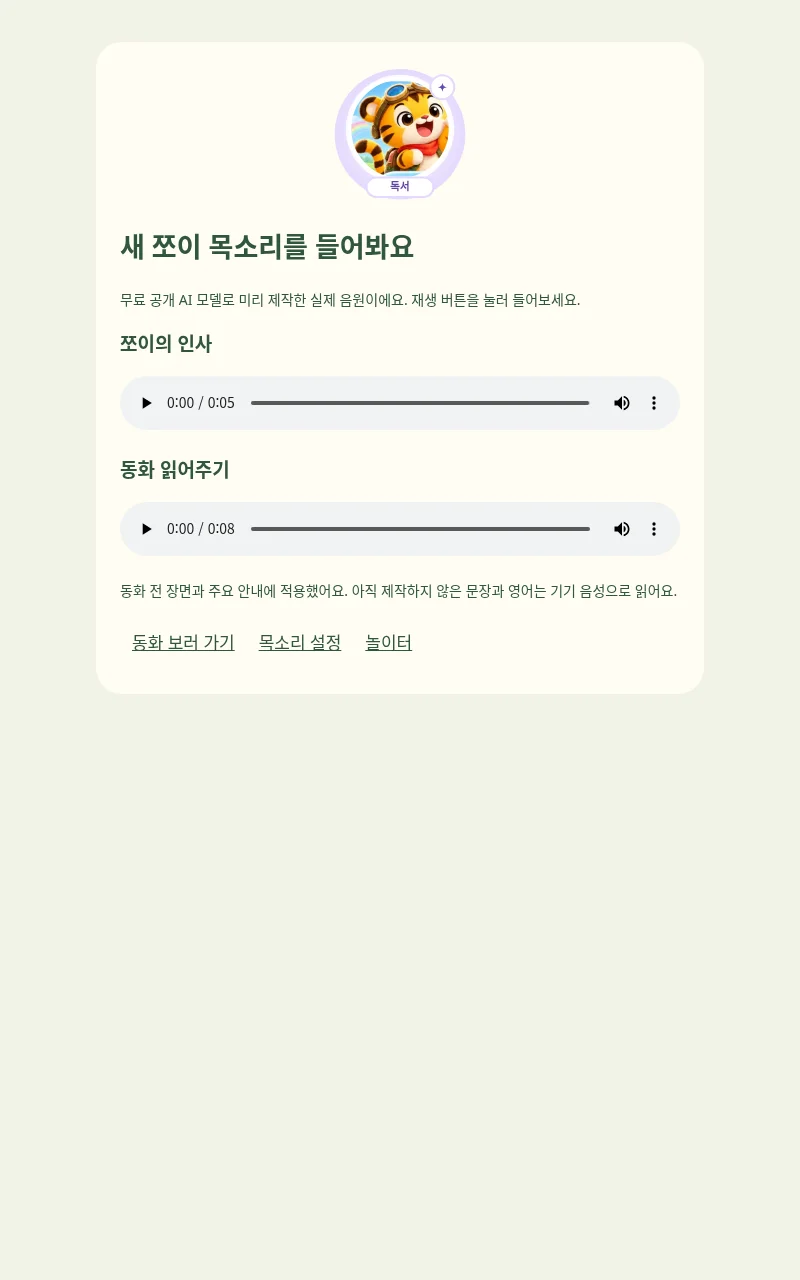 독서
새 쪼이 목소리를 들어봐요
무료 공개 AI 모델로 미리 제작한 실제 음원이에요. 재생 버튼을 눌러 들어보세요.
쪼이의 인사
0:00 / 0:05
동화 읽어주기
0:00 / 0:08
동화 전 장면과 주요 안내에 적용했어요. 아직 제작하지 않은 문장과 영어는 기기 음성으로 읽어요.
동화 보러 가기 목소리 설정 놀이터